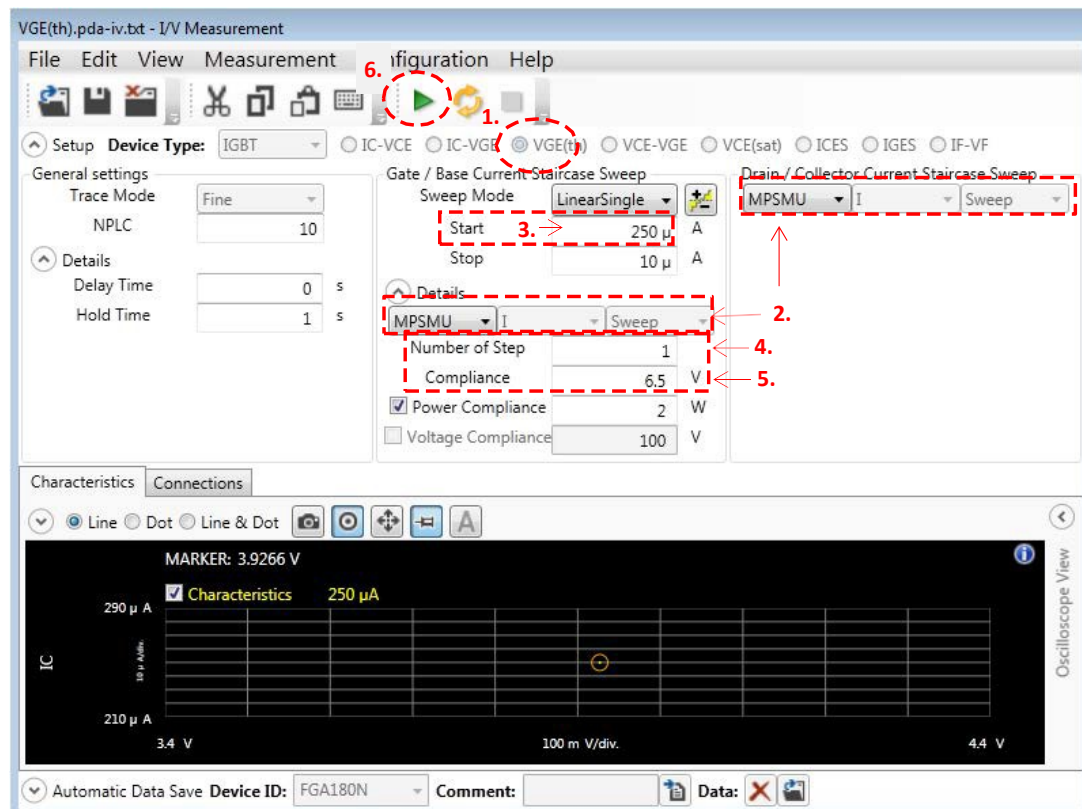 VGE(th).pda-iv.txt - I/V Measurement
File Edit View Measurement nfiguration Help
6.
1.
Setup Device Type: IGBT IC-VCE IC-VGE VGE(th) VCE-VGE VCE(sat) ICES IGES IF-VF
General settings
Trace Mode Fine
NPLC 10
Details
Delay Time 0 s
Hold Time 1 s
Gate / Base Current Staircase Sweep
Sweep Mode LinearSingle
3. Start 250 µ A
Stop 10 µ A
Details
MPSMU I Sweep
2.
Number of Step 1
4.
Compliance 6.5 V
5.
Power Compliance 2 W
Voltage Compliance 100 V
Drain / Collector Current Staircase Sweep
MPSMU I Sweep
Characteristics Connections
Line Dot Line & Dot A
MARKER: 3.9266 V
Characteristics 250 µA
290 µ A
IC
10 µ A/div.
210 µ A
3.4 V 100 m V/div. 4.4 V
Oscilloscope View
Automatic Data Save Device ID: FGA180N Comment: Data: